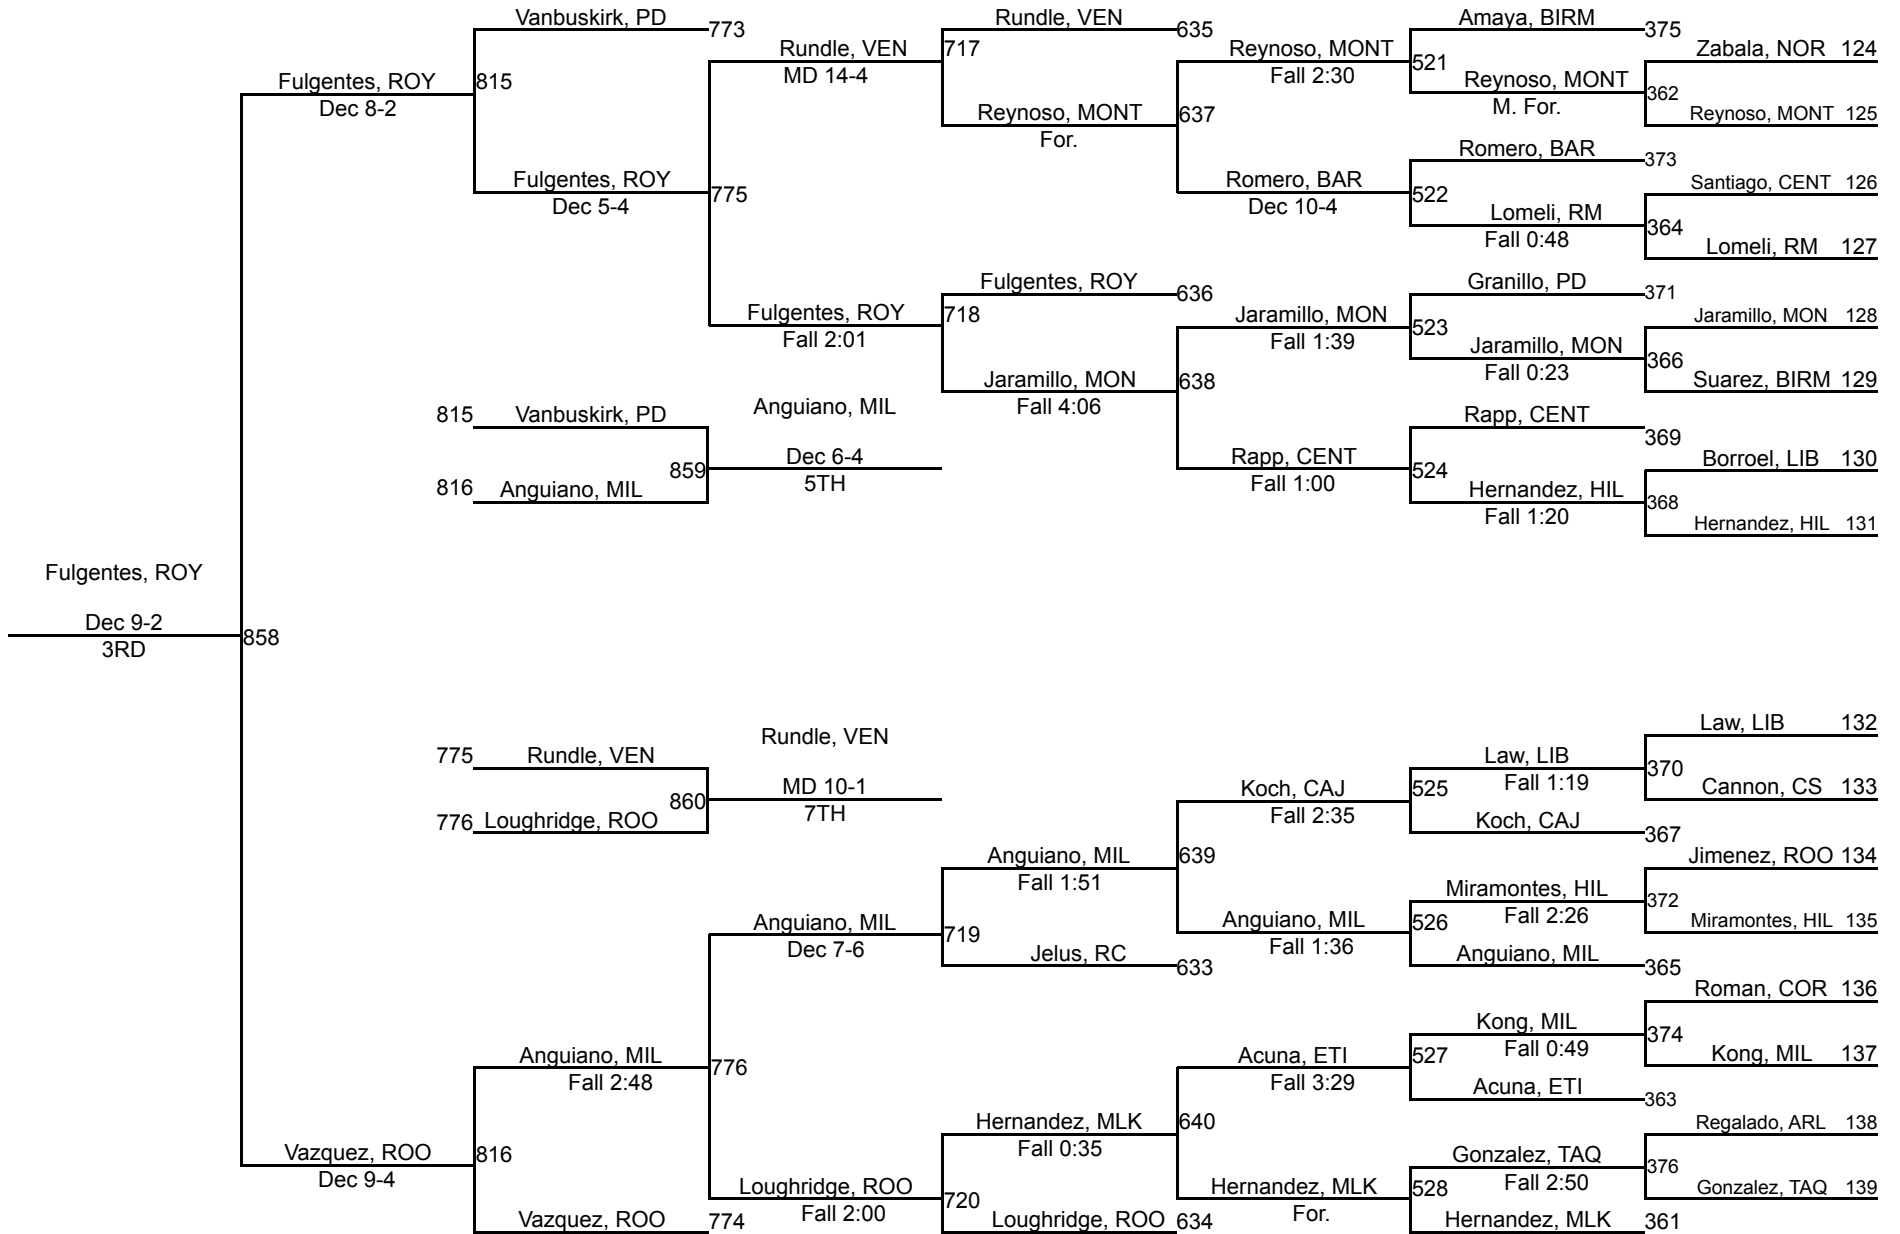 Vanbuskirk, PD 773
Rundle, VEN 635
Amaya, BIRM 375
Zabala, NOR 124
Rundle, VEN 717
MD 14-4
Reynoso, MONT 521
Fall 2:30
Fulgentes, ROY 815
Dec 8-2
Reynoso, MONT 362
M. For.
Reynoso, MONT 125
Reynoso, MONT 637
For.
Romero, BAR 373
Santiago, CENT 126
Fulgentes, ROY 775
Dec 5-4
Romero, BAR 522
Dec 10-4
Lomeli, RM 364
Fall 0:48
Lomeli, RM 127
Fulgentes, ROY 636
Granillo, PD 371
Fulgentes, ROY 718
Fall 2:01
Jaramillo, MON 523
Fall 1:39
Jaramillo, MON 128
Jaramillo, MON 366
Fall 0:23
Suarez, BIRM 129
Jaramillo, MON 638
Fall 4:06
815 Vanbuskirk, PD
Anguiano, MIL
Rapp, CENT 369
859 Dec 6-4
5TH
Rapp, CENT 524
Fall 1:00
Borroel, LIB 130
816 Anguiano, MIL
Hernandez, HIL 368
Fall 1:20
Hernandez, HIL 131
Fulgentes, ROY
Dec 9-2
3RD
858
Law, LIB 132
Rundle, VEN
775 Rundle, VEN
Law, LIB 370
Fall 1:19
860 MD 10-1
7TH
Koch, CAJ 525
Fall 2:35
Cannon, CS 133
776 Loughridge, ROO
Koch, CAJ 367
Anguiano, MIL 639
Fall 1:51
Jimenez, ROO 134
Miramontes, HIL 372
Fall 2:26
Anguiano, MIL 719
Dec 7-6
Anguiano, MIL 526
Fall 1:36
Miramontes, HIL 135
Jelus, RC 633
Anguiano, MIL 365
Roman, COR 136
Kong, MIL 374
Fall 0:49
Anguiano, MIL 776
Fall 2:48
Acuna, ETI 527
Fall 3:29
Kong, MIL 137
Acuna, ETI 363
Hernandez, MLK 640
Fall 0:35
Regalado, ARL 138
Vazquez, ROO 816
Dec 9-4
Gonzalez, TAQ 376
Fall 2:50
Loughridge, ROO 720
Fall 2:00
Hernandez, MLK 528
For.
Gonzalez, TAQ 139
Vazquez, ROO 774
Loughridge, ROO 634
Hernandez, MLK 361